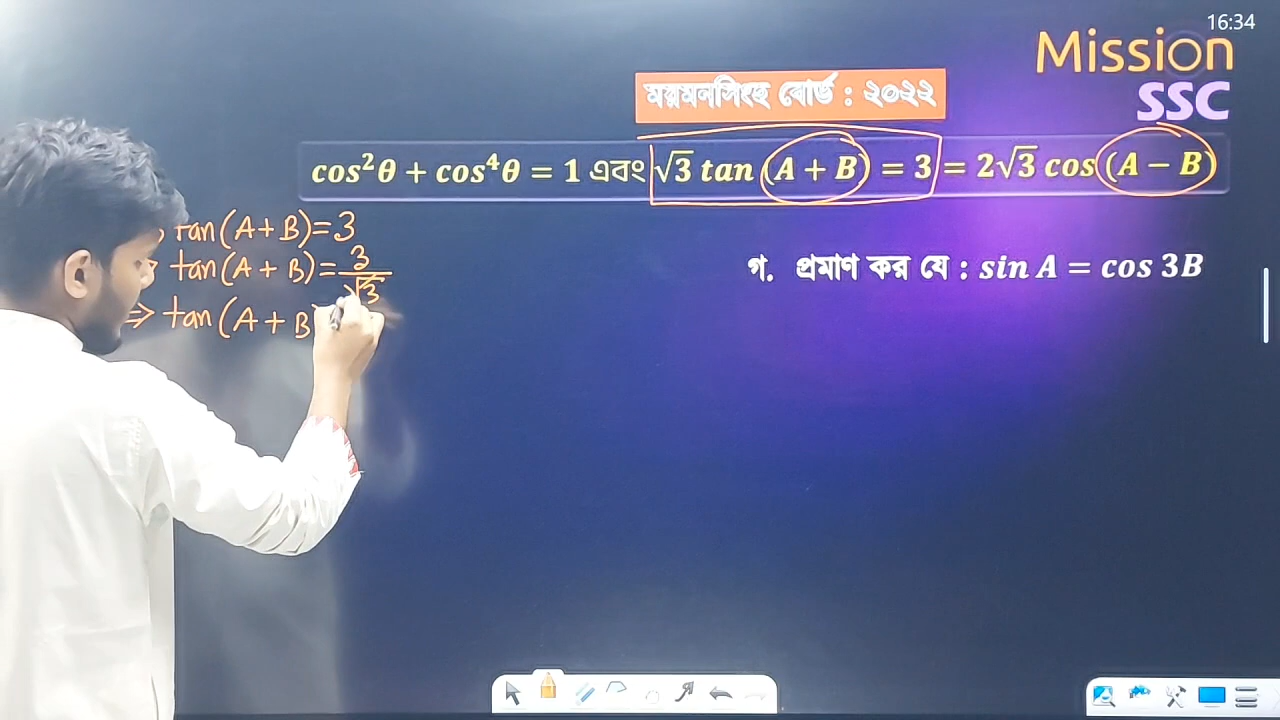 16:34
Mission
SSC
ময়মনসিংহ বোর্ড : ২০২২
cos²θ + cos⁴θ = 1 এবং √3 tan (A + B) = 3 = 2√3 cos (A − B)
tan(A+B)=3
tan(A+B)=3/√3
⇒ tan(A+B
গ. প্রমাণ কর যে : sin A = cos 3B